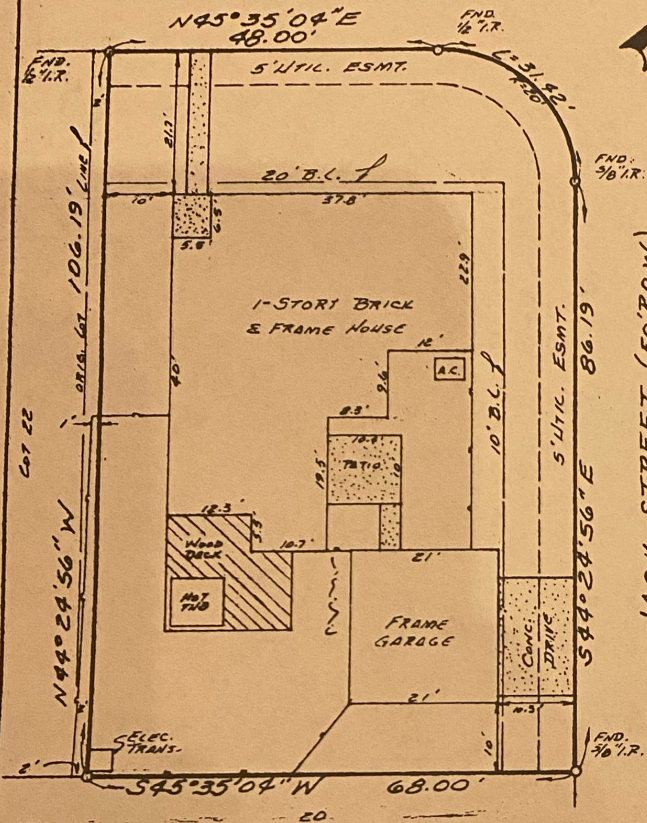 N45°35'04"E
48.00'
FND.
1/2" I.R.
FND.
1/2" I.R.
L=31.42'
R=20'
5' UTIL. ESMT.
21.7'
20' B.L.
FND.
5/8" I.R.
10'
37.8'
6.5
5.8'
106.19'
ORIG. LOT LINE
1-STORY BRICK
& FRAME HOUSE
22.9'
12'
A.C.
9.6'
40'
8.3'
10' B.L.
5' UTIL. ESMT.
86.19'
LOT 22
1'
PATIO
10'
19.5'
12.3'
5.3'
WOOD
DECK
10.7'
21'
HOT
TUB
FRAME
GARAGE
CONC.
DRIVE
N44°24'56"W
S44°24'56"E
STREET (50' ROW)
21'
10.5'
10'
ELEC.
TRANS.
2'
FND.
5/8" I.R.
S45°35'04"W
68.00'
20